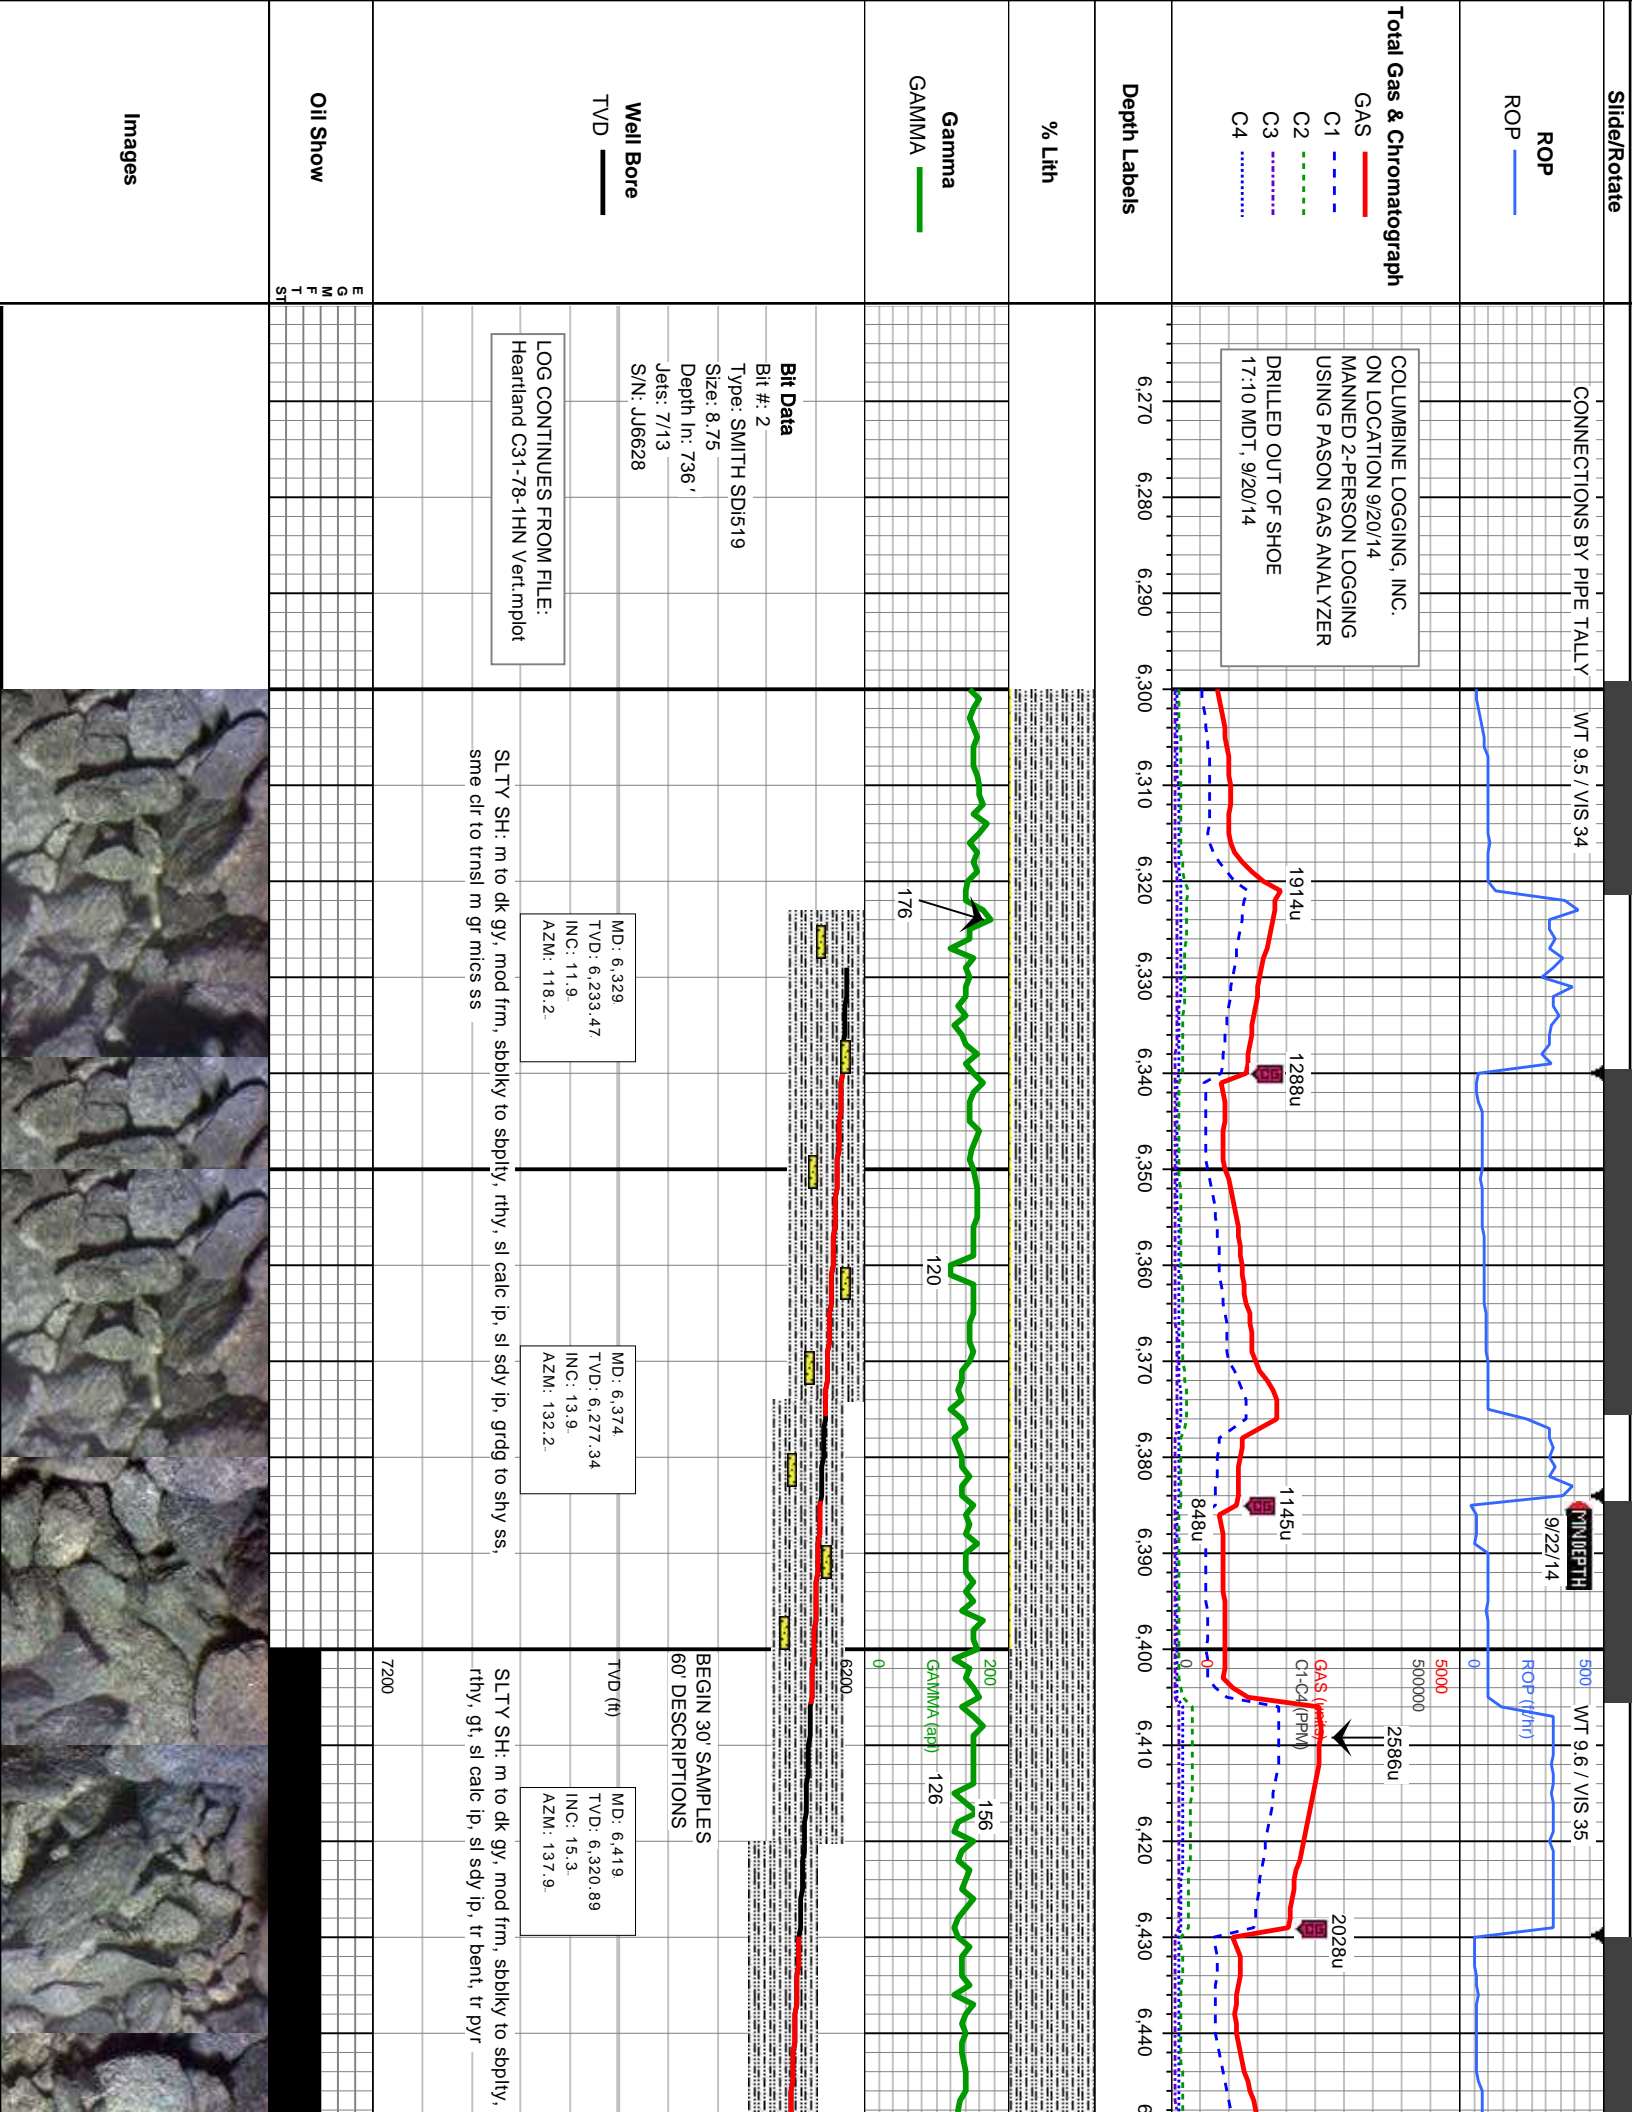 Slide/Rotate
ROP
ROP
Total Gas & Chromatograph
GAS
C1
C2
C3
C4
Depth Labels
% Lith
Gamma
GAMMA
Well Bore
TVD
Oil Show
E
G
M
F
T
ST
Images
CONNECTIONS BY PIPE TALLY
WT 9.5 / VIS 34
MN DEPTH
9/22/14
WT 9.6 / VIS 35
500
ROP (ft/hr)
0
COLUMBINE LOGGING, INC.
ON LOCATION 9/20/14
MANNED 2-PERSON LOGGING
USING PASON GAS ANALYZER
DRILLED OUT OF SHOE
17:10 MDT, 9/20/14
1914u
1288u
1145u
848u
2586u
2028u
5000
500000
GAS (units)
C1-C4 (PPM)
0
0
6,270
6,280
6,290
6,300
6,310
6,320
6,330
6,340
6,350
6,360
6,370
6,380
6,390
6,400
6,410
6,420
6,430
6,440
176
120
200
GAMMA (api)
0
156
126
Bit Data
Bit #: 2
Type: SMITH SDi519
Size: 8.75
Depth In: 736'
Jets: 7/13
S/N: JJ6628
LOG CONTINUES FROM FILE:
Heartland C31-78-1HN Vert.mplot
MD: 6,329
TVD: 6,233.47
INC: 11.9
AZM: 118.2
SLTY SH: m to dk gy, mod frm, sbblky to sbplty, rthy, sl calc ip, sl sdy ip, grdg to shy ss,
sme clr to trnsl m gr mics ss
MD: 6,374
TVD: 6,277.34
INC: 13.9
AZM: 132.2
6200
TVD (ft)
7200
BEGIN 30' SAMPLES
60' DESCRIPTIONS
MD: 6,419
TVD: 6,320.89
INC: 15.3
AZM: 137.9
SLTY SH: m to dk gy, mod frm, sbblky to sbplty,
rthy, gt, sl calc ip, sl sdy ip, tr bent, tr pyr